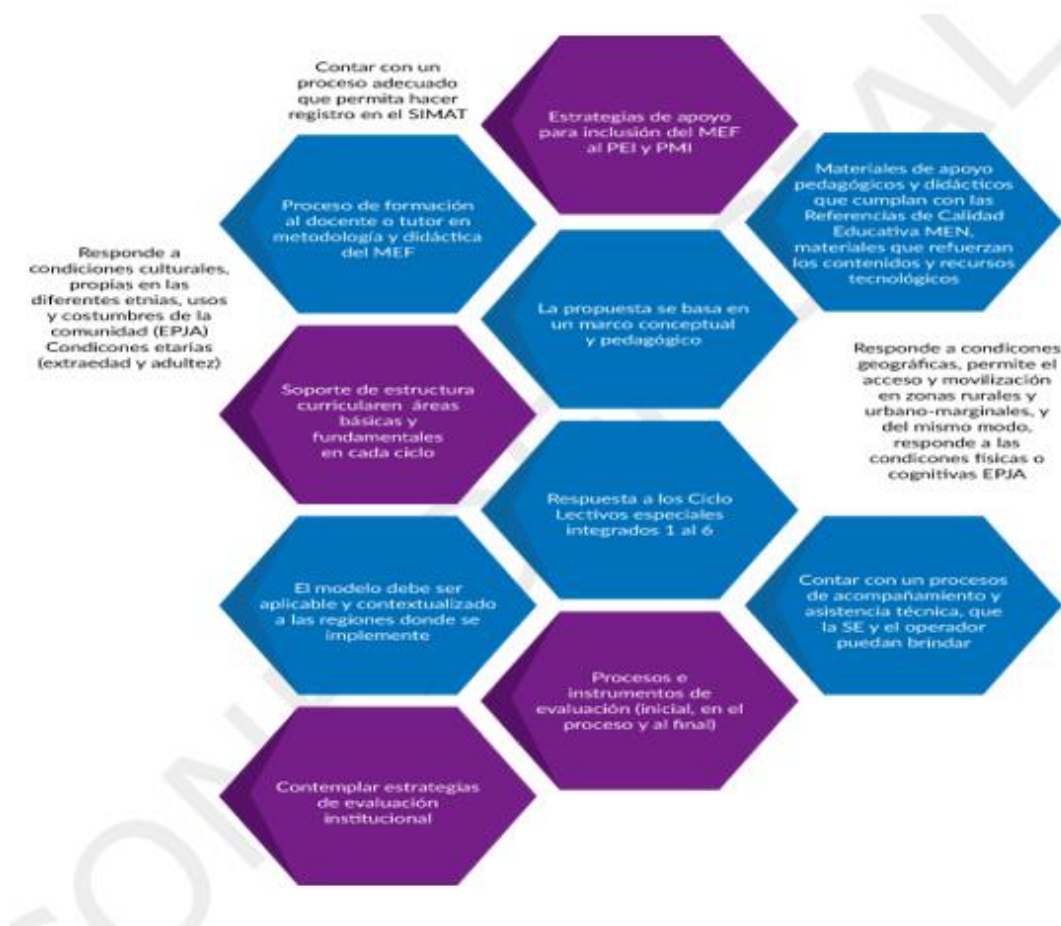 Contar con un
proceso adecuado
que permita hacer
registro en el SIMAT
Estrategias de apoyo
para inclusión del MEF
al PEI y PMI
Materiales de apoyo
pedagógicos y didácticos
que cumplan con las
Referencias de Calidad
Educativa MEN,
materiales que refuerzan
los contenidos y recursos
tecnológicos
Proceso de formación
al docente o tutor en
metodología y didáctica
del MEF
Responde a
condiciones culturales,
propias en las
diferentes etnias, usos
y costumbres de la
comunidad (EPJA)
Condicones etarías
(extraedad y adultez)
La propuesta se basa en
un marco conceptual
y pedagógico
Responde a condicones
geográficas, permite el
acceso y movilización
en zonas rurales y
urbano-marginales, y
del mismo modo,
responde a las
condicones físicas o
cognitivas EPJA
Soporte de estructura
curricularen áreas
básicas y
fundamentales
en cada ciclo
Respuesta a los Ciclo
Lectivos especiales
integrados 1 al 6
El modelo debe ser
aplicable y contextualizado
a las regiones donde se
implemente
Contar con un procesos
de acompañamiento y
asistencia técnica, que
la SE y el operador
puedan brindar
Procesos e
instrumentos de
evaluación (inicial, en el
proceso y al final)
Contemplar estrategias
de evaluación
institucional